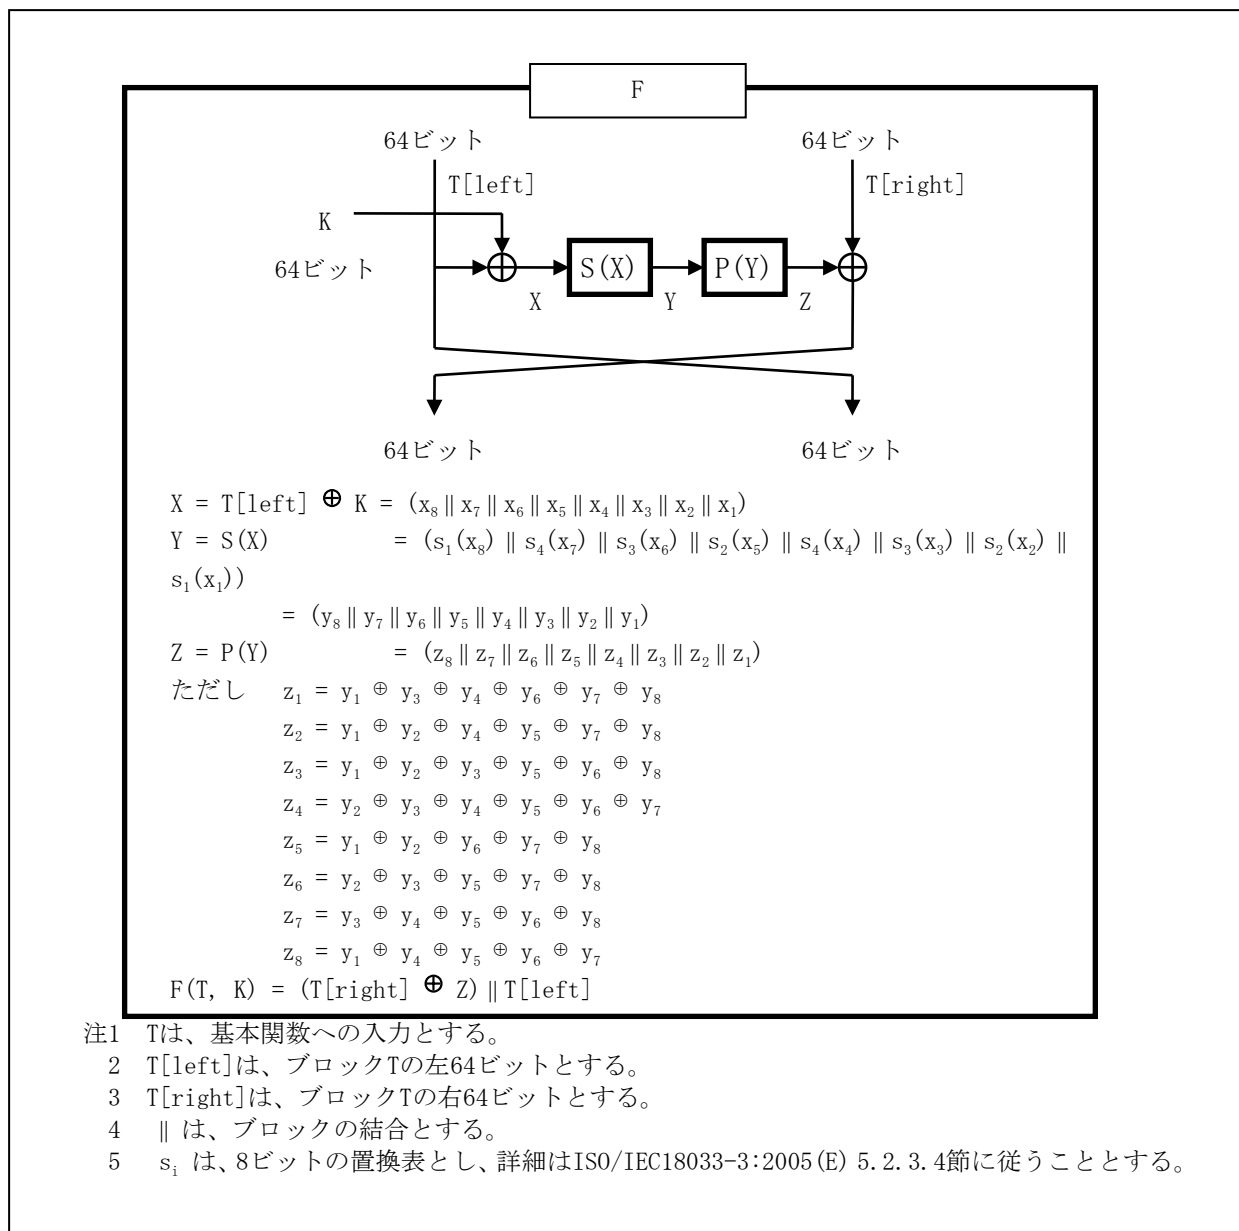 F
64ビット 64ビット
T[left] T[right]
K
64ビット S(X) P(Y)
X Y Z
64ビット 64ビット
X = T[left] ⊕ K = (x₈‖x₇‖x₆‖x₅‖x₄‖x₃‖x₂‖x₁)
Y = S(X) = (s₁(x₈)‖s₄(x₇)‖s₃(x₆)‖s₂(x₅)‖s₄(x₄)‖s₃(x₃)‖s₂(x₂)‖
s₁(x₁))
= (y₈‖y₇‖y₆‖y₅‖y₄‖y₃‖y₂‖y₁)
Z = P(Y) = (z₈‖z₇‖z₆‖z₅‖z₄‖z₃‖z₂‖z₁)
ただし z₁ = y₁ ⊕ y₃ ⊕ y₄ ⊕ y₆ ⊕ y₇ ⊕ y₈
z₂ = y₁ ⊕ y₂ ⊕ y₄ ⊕ y₅ ⊕ y₇ ⊕ y₈
z₃ = y₁ ⊕ y₂ ⊕ y₃ ⊕ y₅ ⊕ y₆ ⊕ y₈
z₄ = y₂ ⊕ y₃ ⊕ y₄ ⊕ y₅ ⊕ y₆ ⊕ y₇
z₅ = y₁ ⊕ y₂ ⊕ y₆ ⊕ y₇ ⊕ y₈
z₆ = y₂ ⊕ y₃ ⊕ y₅ ⊕ y₇ ⊕ y₈
z₇ = y₃ ⊕ y₄ ⊕ y₅ ⊕ y₆ ⊕ y₈
z₈ = y₁ ⊕ y₄ ⊕ y₅ ⊕ y₆ ⊕ y₇
F(T, K) = (T[right] ⊕ Z)‖T[left]
注1 Tは、基本関数への入力とする。
2 T[left]は、ブロックTの左64ビットとする。
3 T[right]は、ブロックTの右64ビットとする。
4 ‖は、ブロックの結合とする。
5 sᵢは、8ビットの置換表とし、詳細はISO/IEC18033-3:2005(E) 5.2.3.4節に従うこととする。